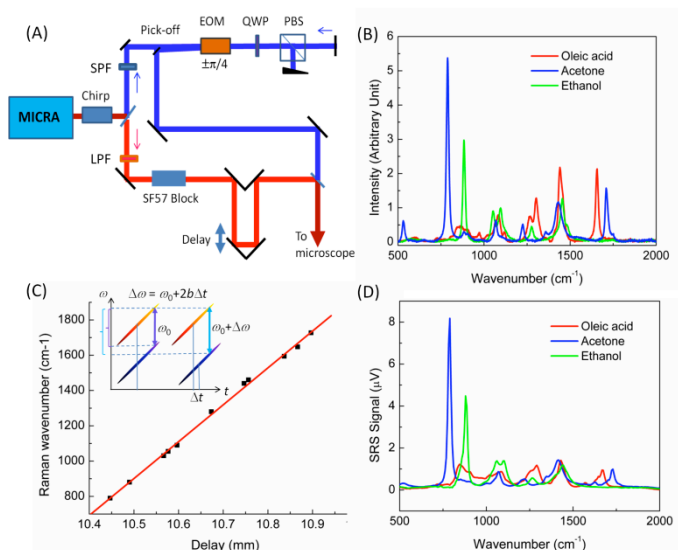 (A)
Pick-off
EOM
QWP
PBS
±π/4
SPF
Chirp
MICRA
LPF
SF57 Block
Delay
To
microscope
(B)
Oleic acid
Acetone
Ethanol
Intensity (Arbitrary Unit)
6
5
4
3
2
1
0
500
1000
1500
2000
Wavenumber (cm-1)
(C)
ω
Δω = ω0+2bΔt
ω0
ω0+Δω
t
Δt
Raman wavenumber (cm-1)
1800
1600
1400
1200
1000
800
10.4
10.5
10.6
10.7
10.8
10.9
Delay (mm)
(D)
Oleic acid
Acetone
Ethanol
SRS Signal (μV)
8
6
4
2
0
500
1000
1500
2000
Wavenumber (cm-1)